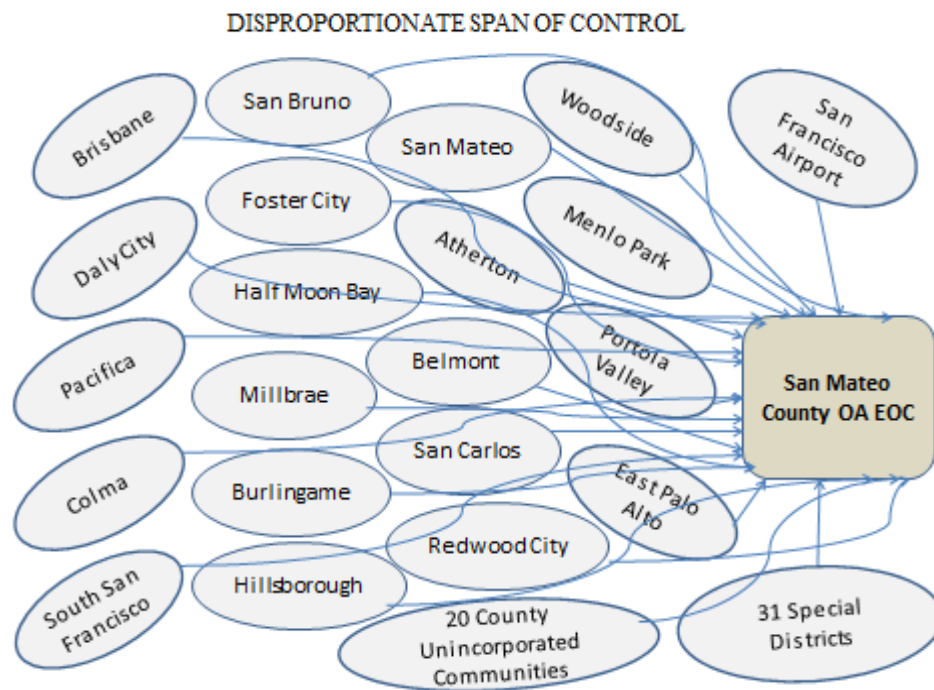 DISPROPORTIONATE SPAN OF CONTROL
Brisbane
San Bruno
San Mateo
Woodside
San
Francisco
Airport
Daly City
Foster City
Atherton
Menlo Park
Half Moon Bay
Pacifica
Millbrae
Belmont
Portola
Valley
San Mateo
County OA EOC
Colma
Burlingame
San Carlos
East Palo
Alto
South San
Francisco
Hillsborough
Redwood City
20 County
Unincorporated
Communities
31 Special
Districts